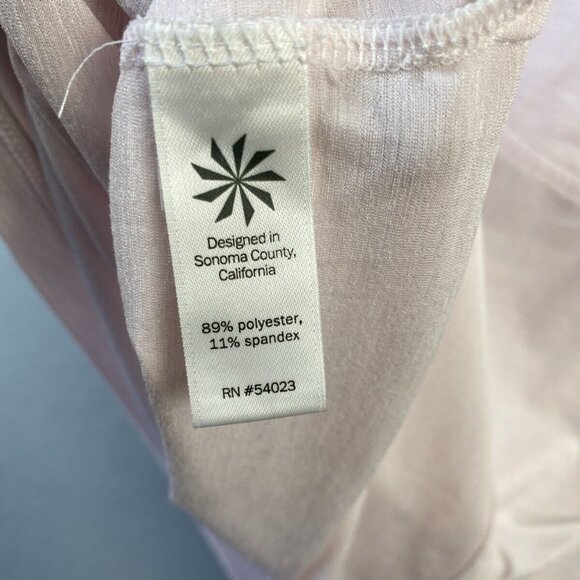 Designed in
Sonoma County,
California
89% polyester,
11% spandex
RN #54023